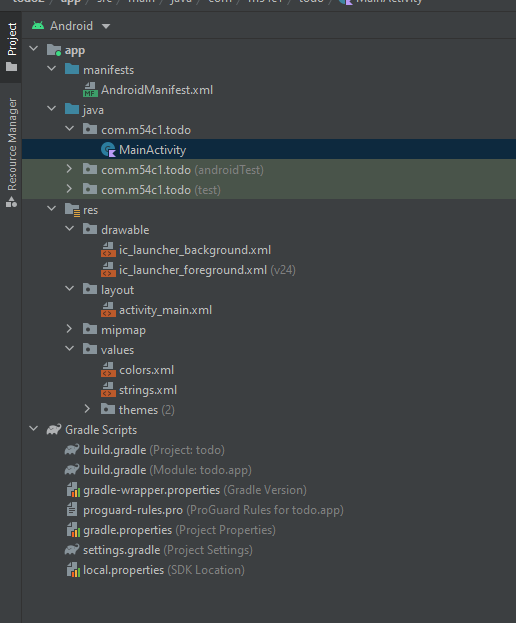 todo2 app src main java com m54c1 todo MainActivity
Project
Resource Manager
Android
app
manifests
AndroidManifest.xml
java
com.m54c1.todo
MainActivity
com.m54c1.todo (androidTest)
com.m54c1.todo (test)
res
drawable
ic_launcher_background.xml
ic_launcher_foreground.xml (v24)
layout
activity_main.xml
mipmap
values
colors.xml
strings.xml
themes (2)
Gradle Scripts
build.gradle (Project: todo)
build.gradle (Module: todo.app)
gradle-wrapper.properties (Gradle Version)
proguard-rules.pro (ProGuard Rules for todo.app)
gradle.properties (Project Properties)
settings.gradle (Project Settings)
local.properties (SDK Location)